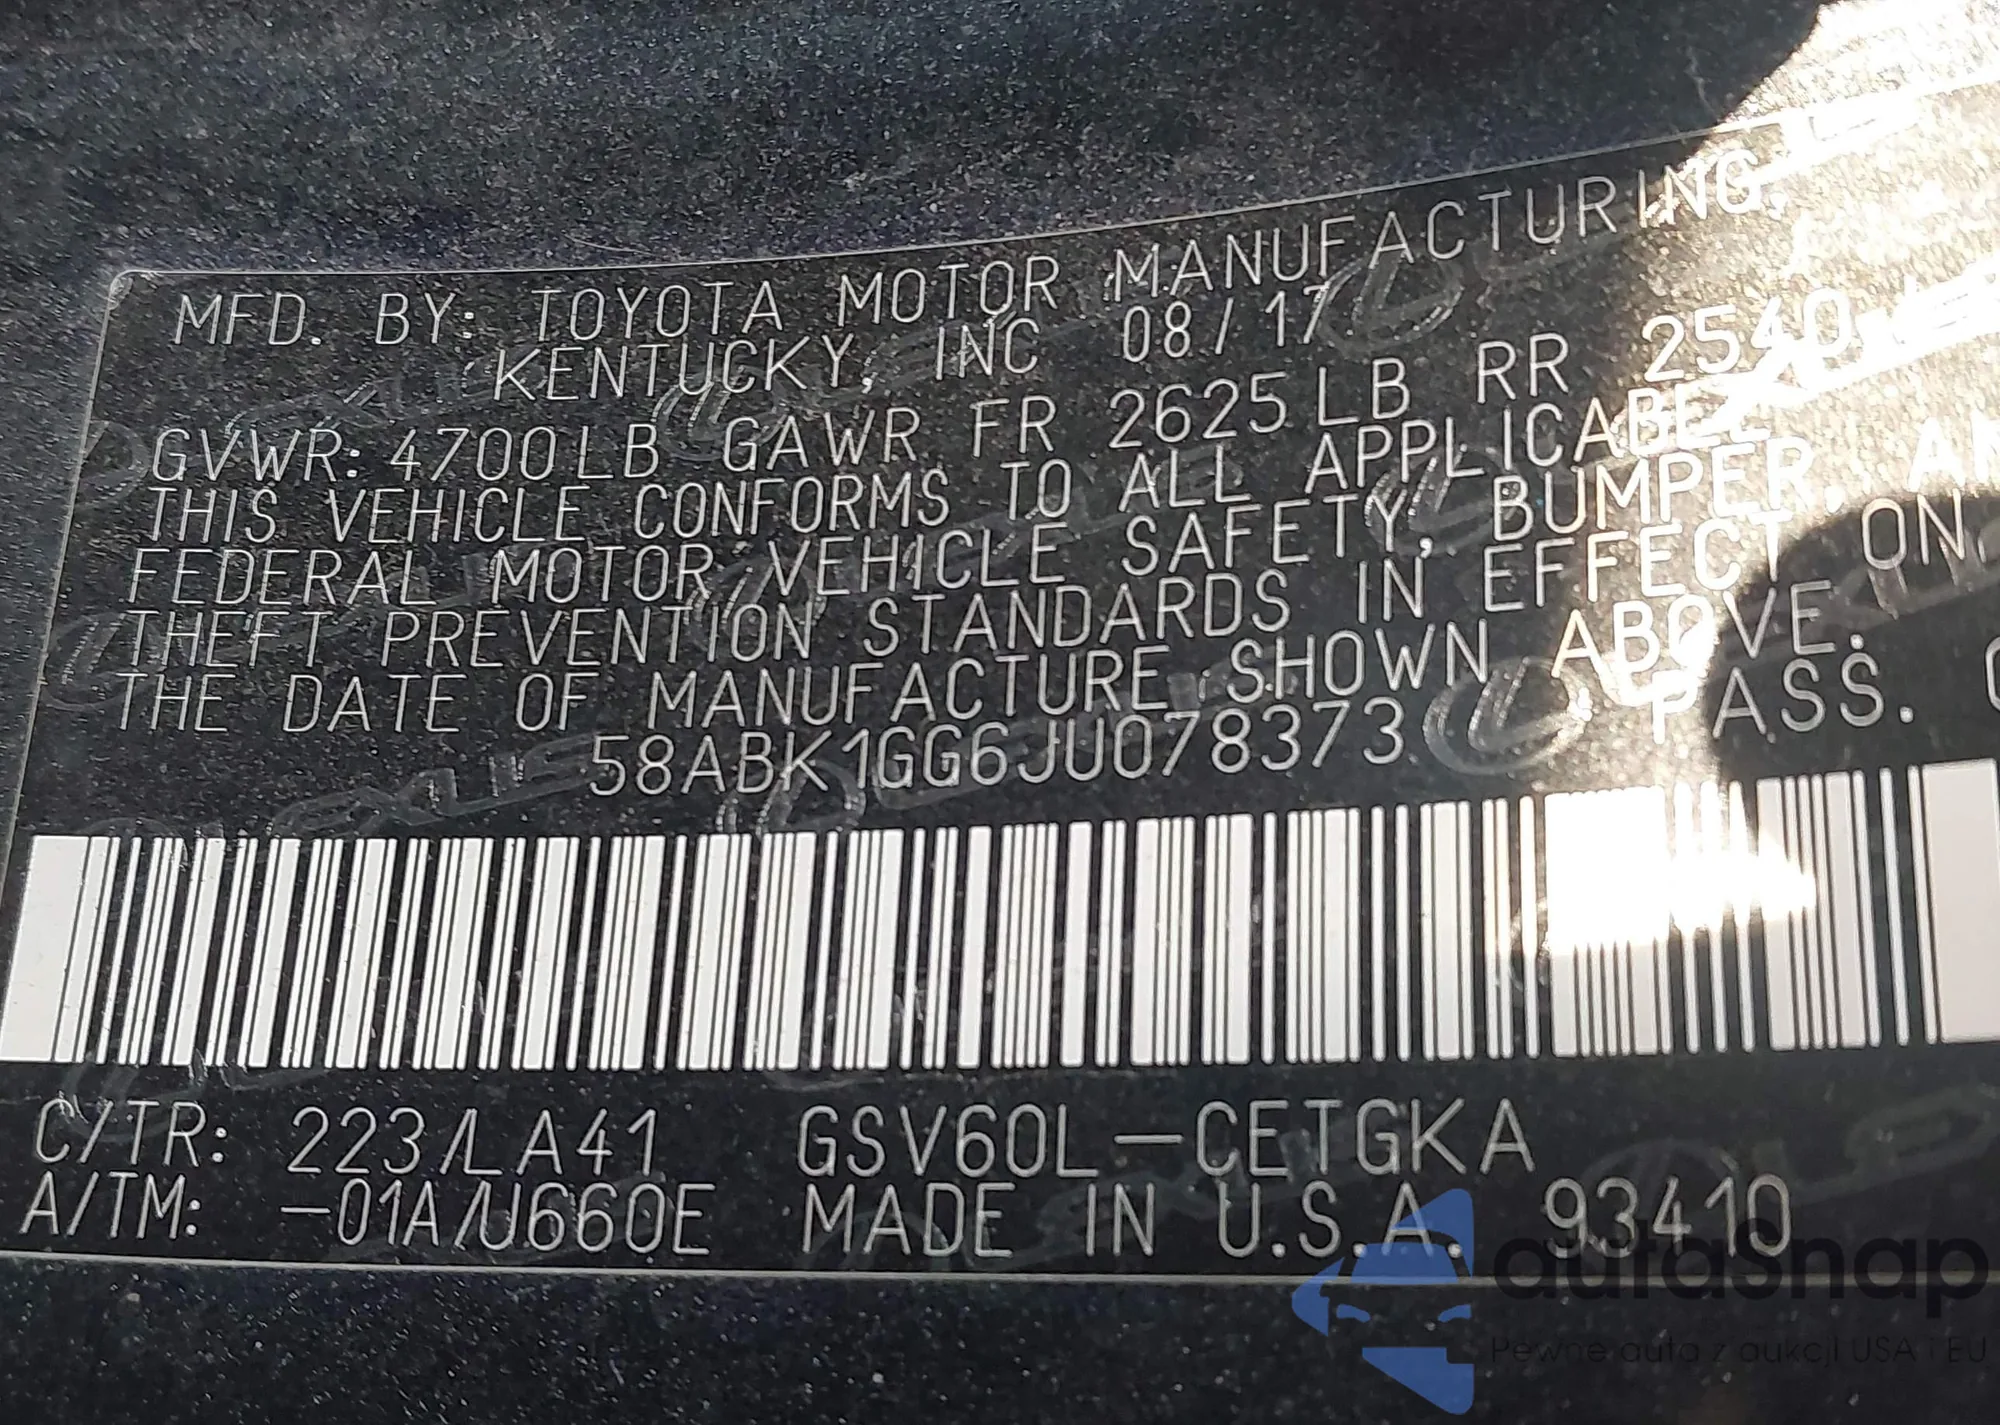 MFD. BY: TOYOTA MOTOR MANUFACTURING,
KENTUCKY, INC 08/17
GVWR: 4700LB GAWR FR 2625LB RR 2540
THIS VEHICLE CONFORMS TO ALL APPLICABLE
FEDERAL MOTOR VEHICLE SAFETY, BUMPER, AN
THEFT PREVENTION STANDARDS IN EFFECT ON
THE DATE OF MANUFACTURE SHOWN ABOVE.
58ABK1GG6JU078373 PASS.
C/TR: 223/LA41 GSV60L-CETGKA
A/TM: -01A/U660E MADE IN U.S.A. 93410
autaSnap
Pewne auta z aukcji USA i EU